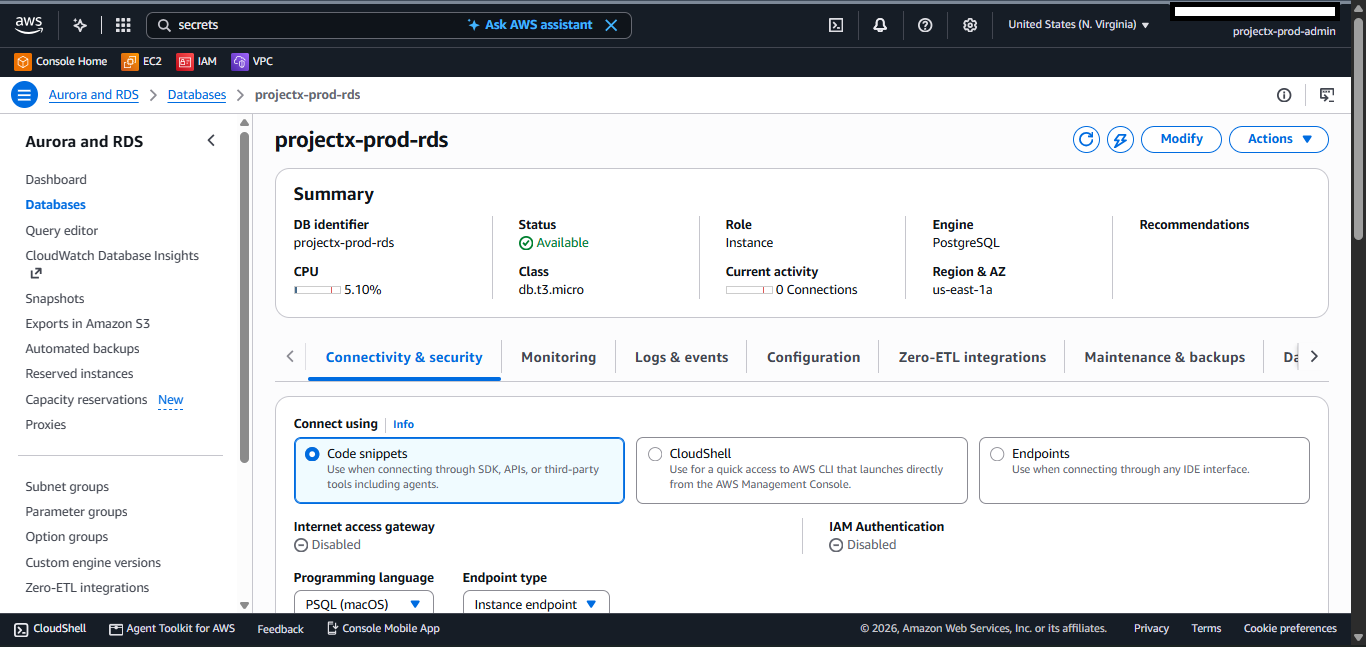 aws
secrets
Ask AWS assistant
United States (N. Virginia)
projectx-prod-admin
Console Home
EC2
IAM
VPC
Aurora and RDS
Databases
projectx-prod-rds
Aurora and RDS
Dashboard
Databases
Query editor
CloudWatch Database Insights
Snapshots
Exports in Amazon S3
Automated backups
Reserved instances
Capacity reservations New
Proxies
Subnet groups
Parameter groups
Option groups
Custom engine versions
Zero-ETL integrations
projectx-prod-rds
Modify
Actions
Summary
DB identifier
projectx-prod-rds
CPU
5.10%
Status
Available
Class
db.t3.micro
Role
Instance
Current activity
0 Connections
Engine
PostgreSQL
Region & AZ
us-east-1a
Recommendations
Connectivity & security
Monitoring
Logs & events
Configuration
Zero-ETL integrations
Maintenance & backups
Connect using
Info
Code snippets
Use when connecting through SDK, APIs, or third-party
tools including agents.
CloudShell
Use for a quick access to AWS CLI that launches directly
from the AWS Management Console.
Endpoints
Use when connecting through any IDE interface.
Internet access gateway
Disabled
IAM Authentication
Disabled
Programming language
PSQL (macOS)
Endpoint type
Instance endpoint
CloudShell
Agent Toolkit for AWS
Feedback
Console Mobile App
© 2026, Amazon Web Services, Inc. or its affiliates.
Privacy
Terms
Cookie preferences